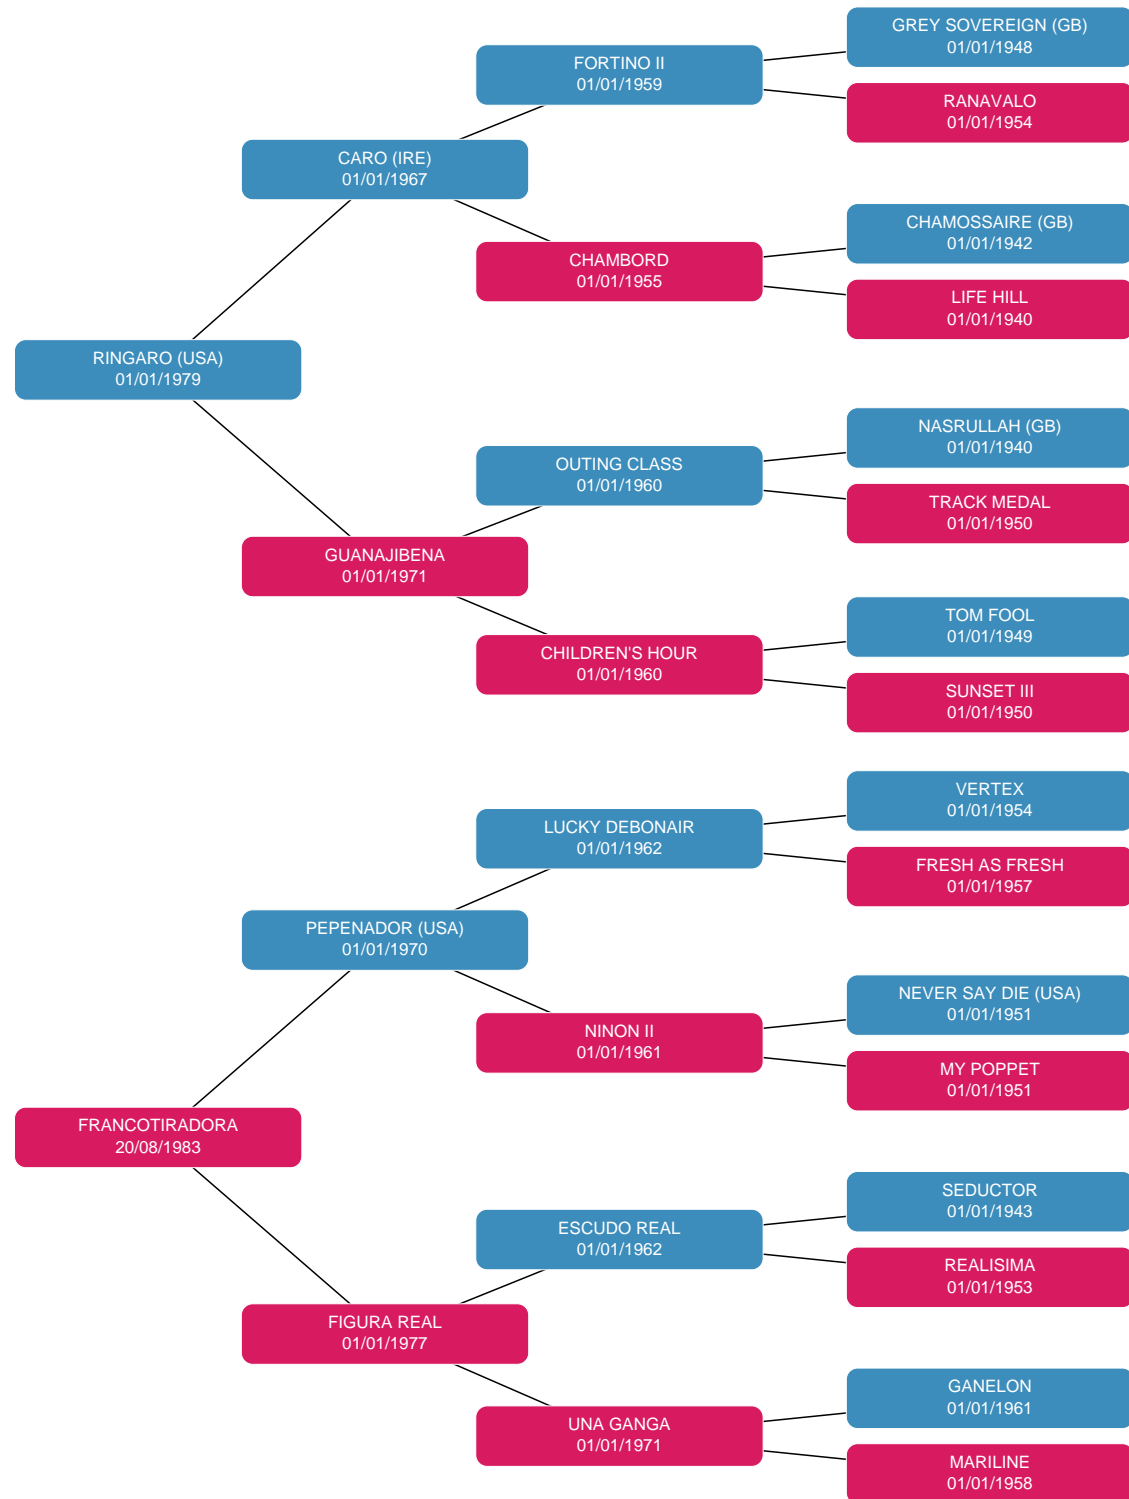 GREY SOVEREIGN (GB)
01/01/1948
FORTINO II
01/01/1959
RANAVALO
01/01/1954
CARO (IRE)
01/01/1967
CHAMOSSAIRE (GB)
01/01/1942
CHAMBORD
01/01/1955
LIFE HILL
01/01/1940
RINGARO (USA)
01/01/1979
NASRULLAH (GB)
01/01/1940
OUTING CLASS
01/01/1960
TRACK MEDAL
01/01/1950
GUANAJIBENA
01/01/1971
TOM FOOL
01/01/1949
CHILDREN'S HOUR
01/01/1960
SUNSET III
01/01/1950
VERTEX
01/01/1954
LUCKY DEBONAIR
01/01/1962
FRESH AS FRESH
01/01/1957
PEPENADOR (USA)
01/01/1970
NEVER SAY DIE (USA)
01/01/1951
NINON II
01/01/1961
MY POPPET
01/01/1951
FRANCOTIRADORA
20/08/1983
SEDUCTOR
01/01/1943
ESCUDO REAL
01/01/1962
REALISIMA
01/01/1953
FIGURA REAL
01/01/1977
GANELON
01/01/1961
UNA GANGA
01/01/1971
MARILINE
01/01/1958